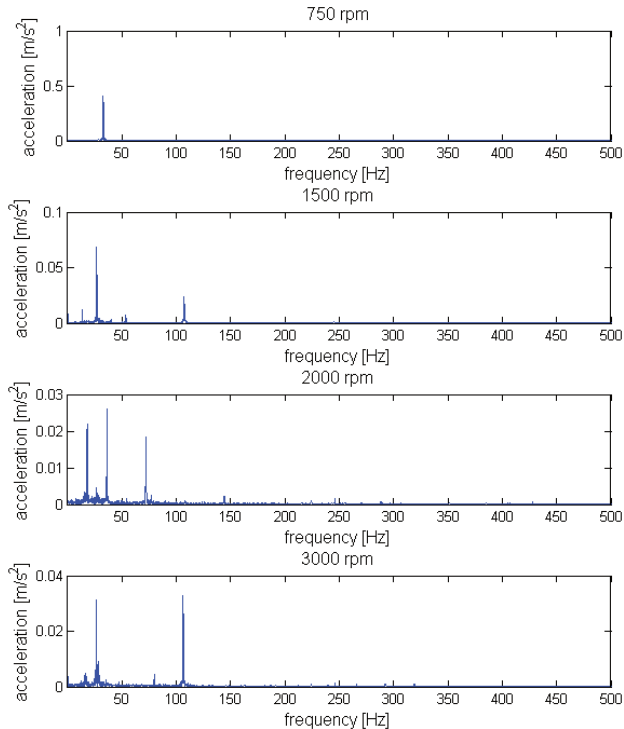 750 rpm
1
0.5
0
acceleration [m/s²]
50 100 150 200 250 300 350 400 450 500
frequency [Hz]
1500 rpm
0.1
0.05
0
acceleration [m/s²]
50 100 150 200 250 300 350 400 450 500
frequency [Hz]
2000 rpm
0.03
0.02
0.01
0
acceleration [m/s²]
50 100 150 200 250 300 350 400 450 500
frequency [Hz]
3000 rpm
0.04
0.02
0
acceleration [m/s²]
50 100 150 200 250 300 350 400 450 500
frequency [Hz]